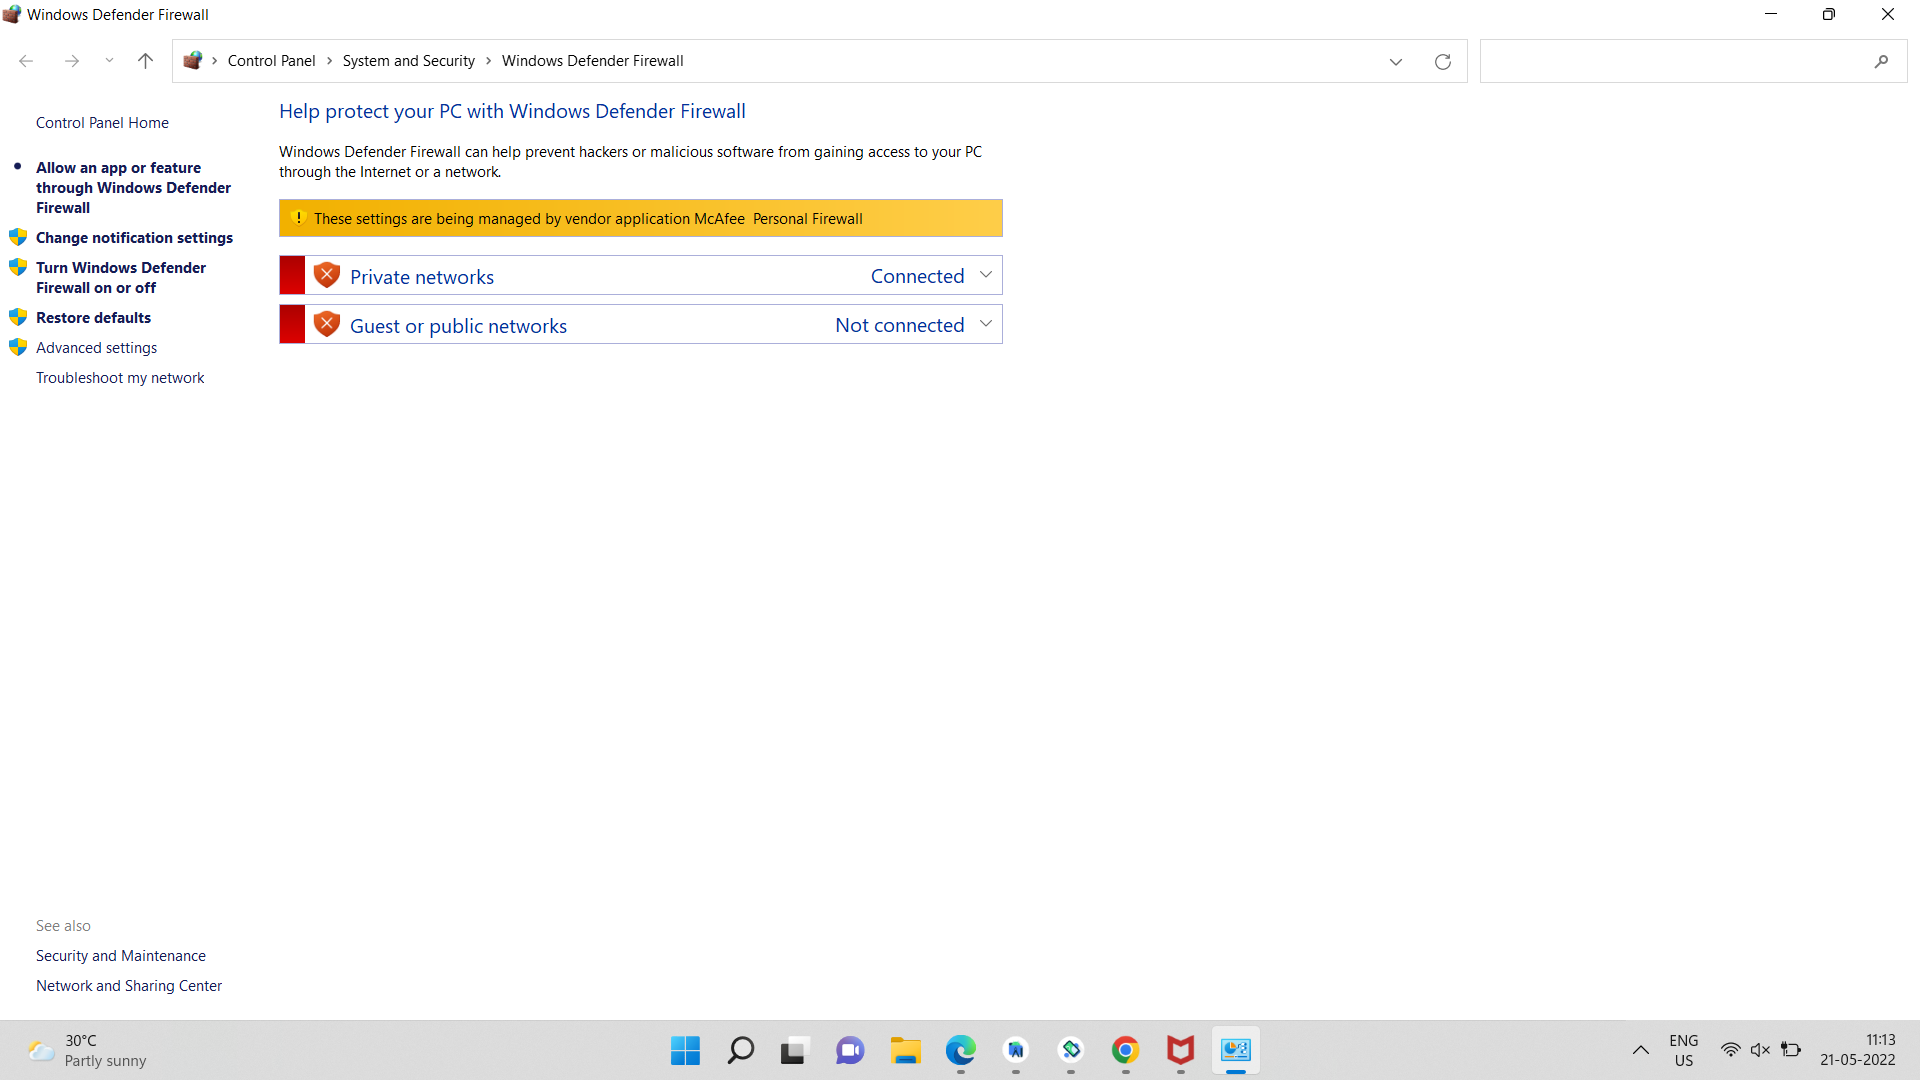 Windows Defender Firewall
Control Panel > System and Security > Windows Defender Firewall
Control Panel Home
Allow an app or feature
through Windows Defender
Firewall
Change notification settings
Turn Windows Defender
Firewall on or off
Restore defaults
Advanced settings
Troubleshoot my network
Help protect your PC with Windows Defender Firewall
Windows Defender Firewall can help prevent hackers or malicious software from gaining access to your PC
through the Internet or a network.
These settings are being managed by vendor application McAfee  Personal Firewall
Private networks Connected
Guest or public networks Not connected
See also
Security and Maintenance
Network and Sharing Center
30°C
Partly sunny
ENG
US
11:13
21-05-2022